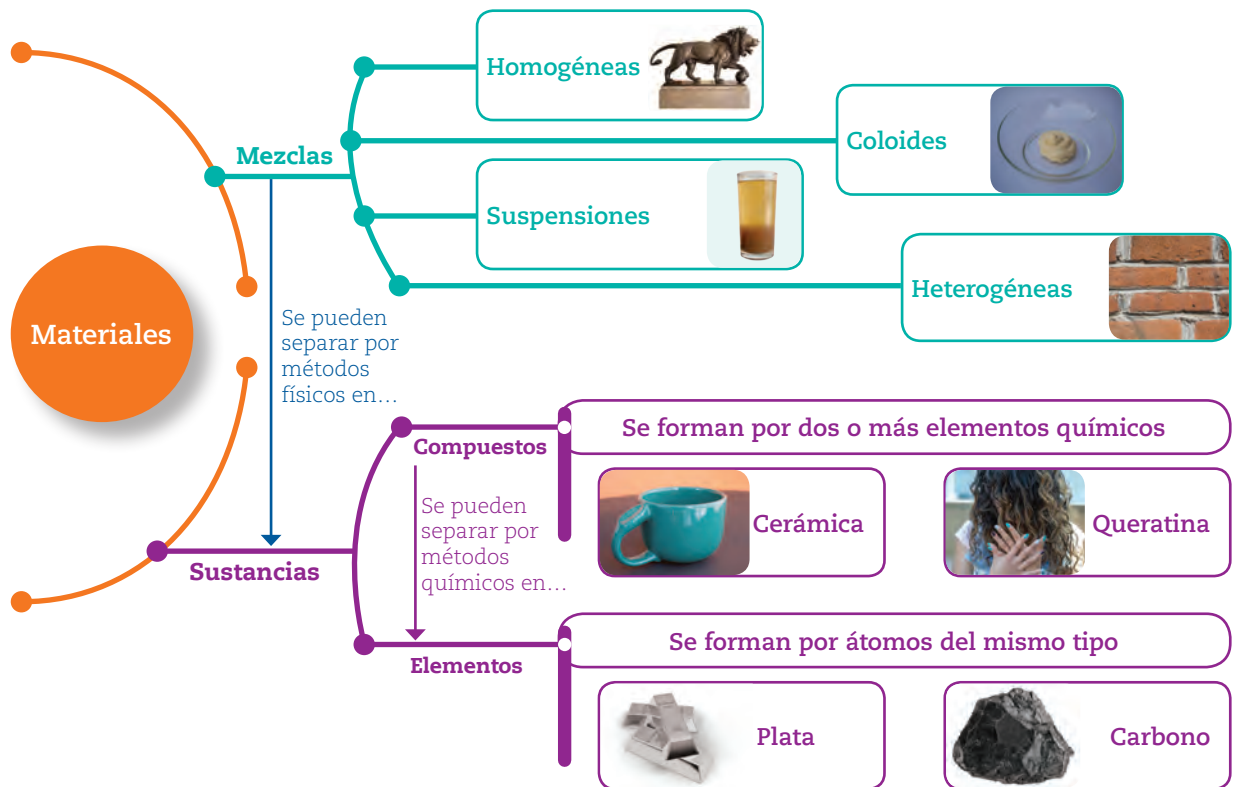 Homogéneas
Coloides
Mezclas
Suspensiones
Heterogéneas
Materiales
Se pueden
separar por
métodos
físicos en...
Compuestos
Se forman por dos o más elementos químicos
Se pueden
separar por
métodos
químicos en...
Cerámica
Queratina
Sustancias
Elementos
Se forman por átomos del mismo tipo
Plata
Carbono